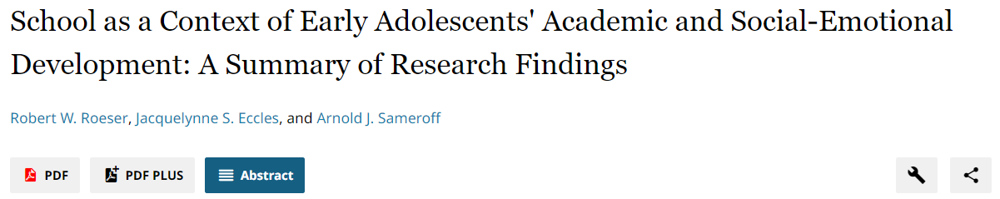 School as a Context of Early Adolescents' Academic and Social-Emotional
Development: A Summary of Research Findings
Robert W. Roeser, Jacquelynne S. Eccles, and Arnold J. Sameroff
PDF PDF PLUS Abstract